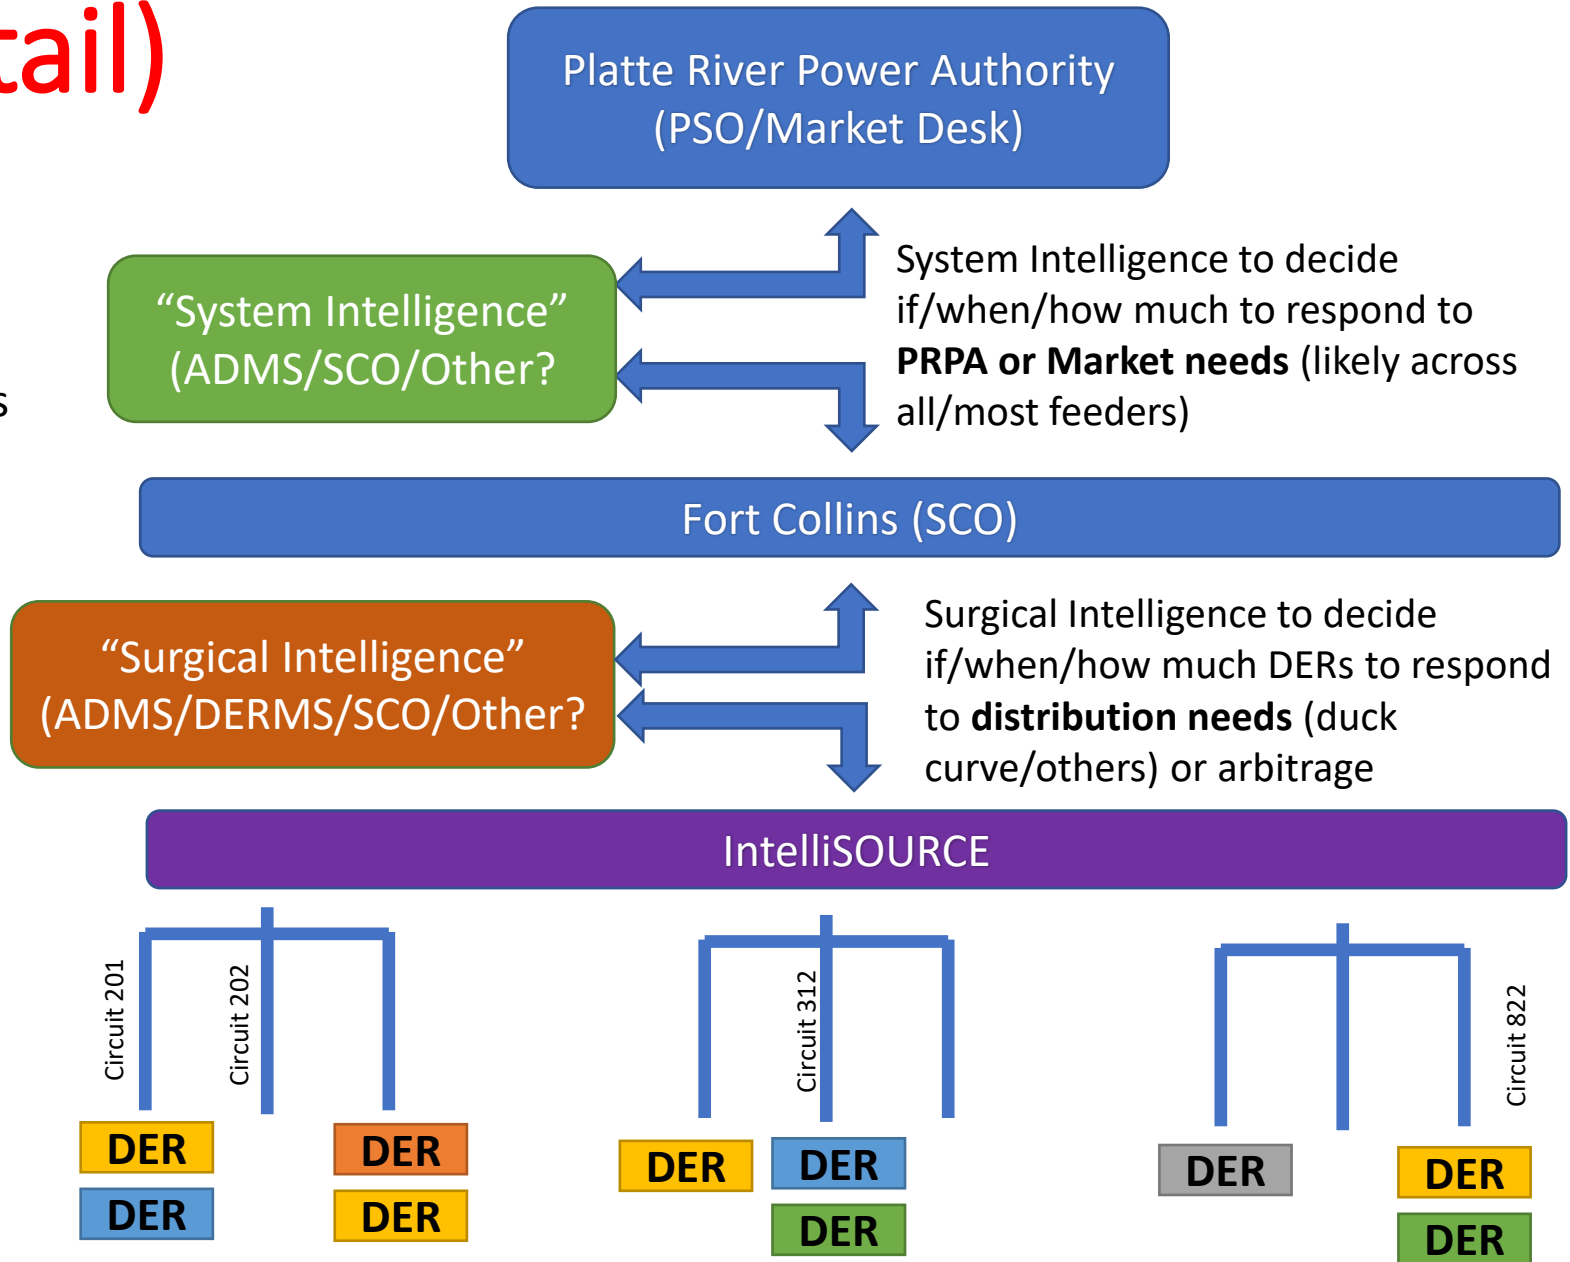 tail)
Platte River Power Authority
(PSO/Market Desk)
“System Intelligence”
(ADMS/SCO/Other?
System Intelligence to decide
if/when/how much to respond to
PRPA or Market needs (likely across
all/most feeders)
s
Fort Collins (SCO)
“Surgical Intelligence”
(ADMS/DERMS/SCO/Other?
Surgical Intelligence to decide
if/when/how much DERs to respond
to distribution needs (duck
curve/others) or arbitrage
IntelliSOURCE
Circuit 201
Circuit 202
Circuit 312
Circuit 822
DER
DER
DER
DER
DER
DER
DER
DER
DER
DER